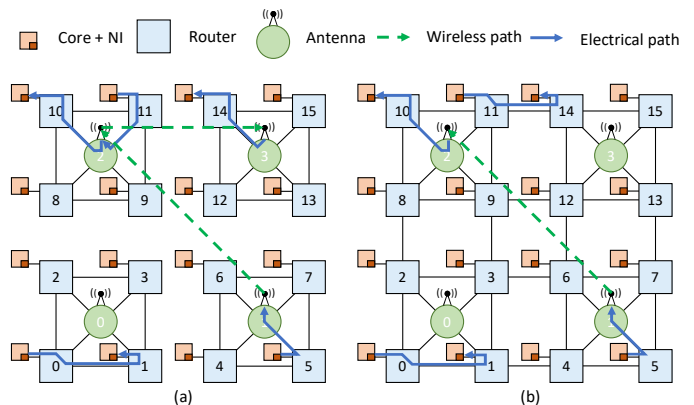 Core + NI Router Antenna Wireless path Electrical path
10 11 14 15
((•)) ((•))
2 3
8 9 12 13
2 3 6 7
((•)) ((•))
0 1
0 1 4 5
(a)
10 11 14 15
((•)) ((•))
2 3
8 9 12 13
2 3 6 7
((•)) ((•))
0 1
0 1 4 5
(b)